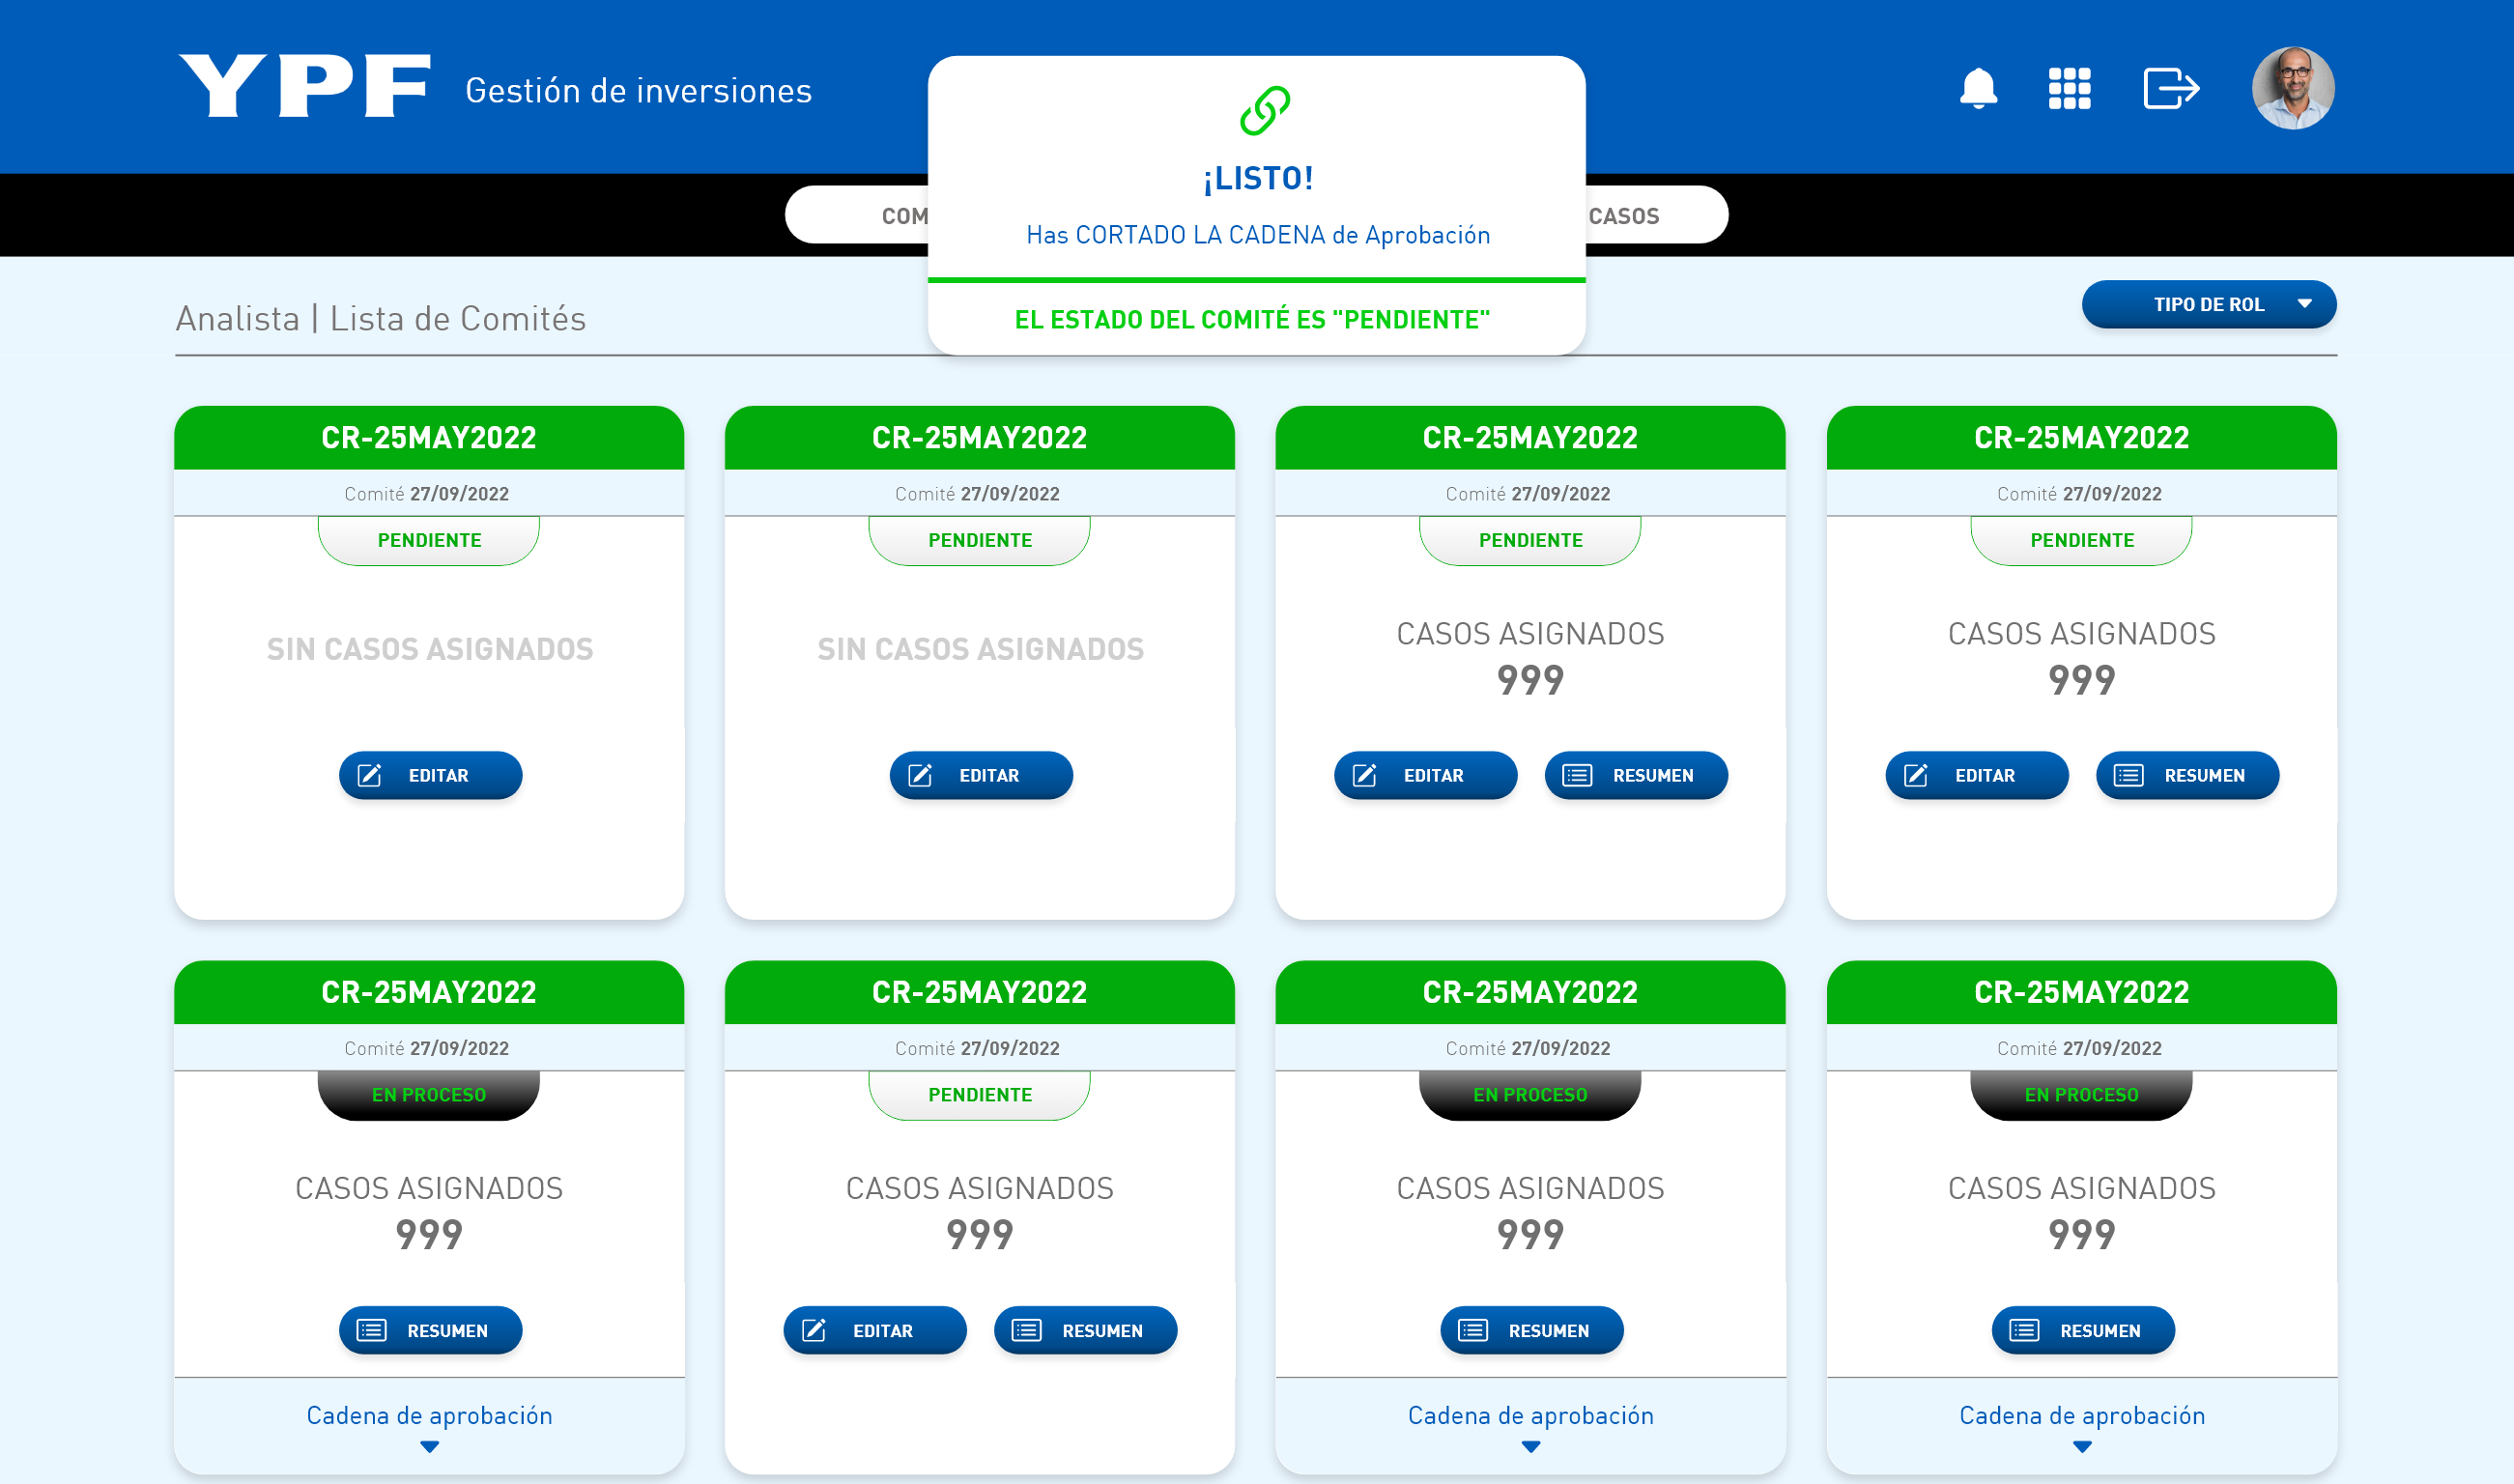 YPF Gestión de inversiones
¡LISTO!
Has CORTADO LA CADENA de Aprobación
EL ESTADO DEL COMITÉ ES "PENDIENTE"
COM
CASOS
Analista | Lista de Comités
TIPO DE ROL
CR-25MAY2022
Comité 27/09/2022
PENDIENTE
SIN CASOS ASIGNADOS
EDITAR
CR-25MAY2022
Comité 27/09/2022
PENDIENTE
SIN CASOS ASIGNADOS
EDITAR
CR-25MAY2022
Comité 27/09/2022
PENDIENTE
CASOS ASIGNADOS
999
EDITAR
RESUMEN
CR-25MAY2022
Comité 27/09/2022
PENDIENTE
CASOS ASIGNADOS
999
EDITAR
RESUMEN
CR-25MAY2022
Comité 27/09/2022
EN PROCESO
CASOS ASIGNADOS
999
RESUMEN
Cadena de aprobación
CR-25MAY2022
Comité 27/09/2022
PENDIENTE
CASOS ASIGNADOS
999
EDITAR
RESUMEN
CR-25MAY2022
Comité 27/09/2022
EN PROCESO
CASOS ASIGNADOS
999
RESUMEN
Cadena de aprobación
CR-25MAY2022
Comité 27/09/2022
EN PROCESO
CASOS ASIGNADOS
999
RESUMEN
Cadena de aprobación